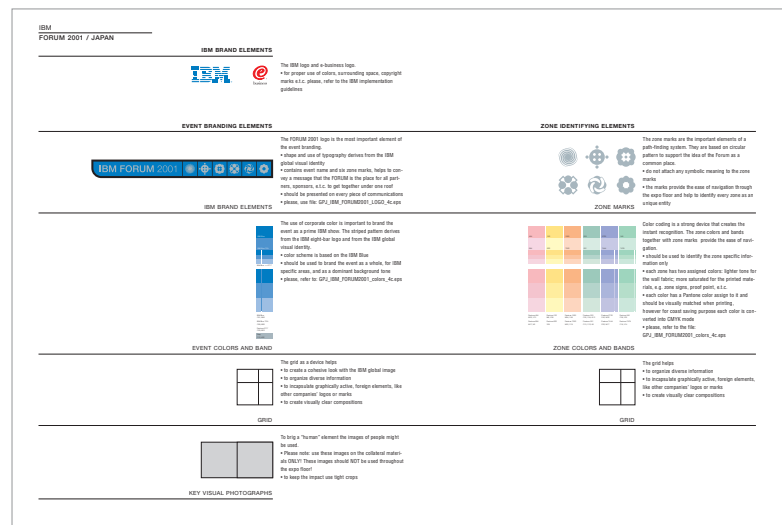 IBM
FORUM 2001 / JAPAN
IBM BRAND ELEMENTS
IBM
The IBM logo and e-business logo.
• for proper use of colors, surrounding space, copyright
marks e.t.c. please, refer to the IBM implementation
guidelines
EVENT BRANDING ELEMENTS
IBM FORUM 2001
The FORUM 2001 logo is the most important element of
the event branding.
• shape and use of typography derives from the IBM
global visual identity
• contains event name and six zone marks, helps to con-
vey a message that the FORUM is the place for all part-
ners, sponsors, e.t.c. to get together under one roof
• should be presented on every piece of communications
• please, use file: GPJ_IBM_FORUM2001_LOGO_4c.eps
IBM BRAND ELEMENTS
ZONE IDENTIFYING ELEMENTS
The zone marks are the important elements of a
path-finding system. They are based on circular
pattern to support the idea of the Forum as a
common place.
• do not attach any symbolic meaning to the zone
marks
• the marks provide the ease of navigation through
the expo floor and help to identify every zone as an
unique entity
ZONE MARKS
The use of corporate color is important to brand the
event as a prime IBM show. The striped pattern derives
from the IBM eight-bar logo and from the IBM global
visual identity.
• color scheme is based on the IBM Blue
• should be used to brand the event as a whole, for IBM
specific areas, and as a dominant background tone
• please, refer to: GPJ_IBM_FORUM2001_colors_4c.eps
EVENT COLORS AND BAND
Color coding is a strong device that creates the
instant recognition. The zone colors and bands
together with zone marks provide the ease of navi-
gation.
• should be used to identify the zone specific infor-
mation only
• each zone has two assigned colors: lighter tone for
the wall fabric, more saturated for the printed mate-
rials, e.g. zone signs, proof point, e.t.c.
• each color has a Pantone color assign to it and
should be visually matched when printing.
however for coast saving purpose each color is con-
verted into CMYK mode
• please, refer to the file:
GPJ_IBM_FORUM2001_colors_4c.eps
ZONE COLORS AND BANDS
The grid as a device helps
• to create a cohesive look with the IBM global image
• to organize diverse information
• to incapsulate graphically active, foreign elements, like
other companies' logos or marks
• to create visually clear compositions
GRID
The grid helps
• to organize diverse information
• to incapsulate graphically active, foreign elements,
like other companies' logos or marks
• to create visually clear compositions
GRID
To brig a "human" element the images of people might
be used.
• Please note: use these images on the collateral materi-
als ONLY! These images should NOT be used throughout
the expo floor!
• to keep the impact use tight crops
KEY VISUAL PHOTOGRAPHS